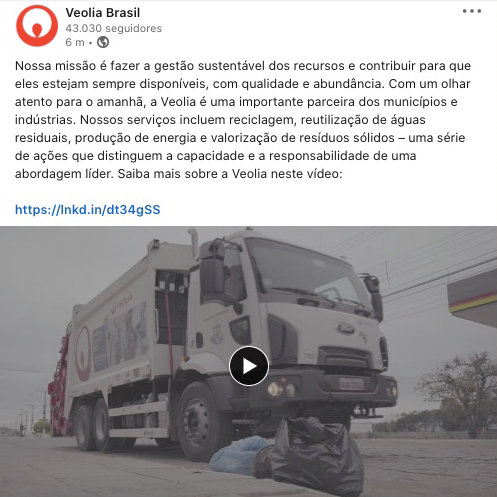 Veolia Brasil
43.030 seguidores
6 m •
Nossa missão é fazer a gestão sustentável dos recursos e contribuir para que
eles estejam sempre disponíveis, com qualidade e abundância. Com um olhar
atento para o amanhã, a Veolia é uma importante parceira dos municípios e
indústrias. Nossos serviços incluem reciclagem, reutilização de águas
residuais, produção de energia e valorização de resíduos sólidos – uma série
de ações que distinguem a capacidade e a responsabilidade de uma
abordagem líder. Saiba mais sobre a Veolia neste vídeo:
https://lnkd.in/dt34gSS
VEOLIA
Ford